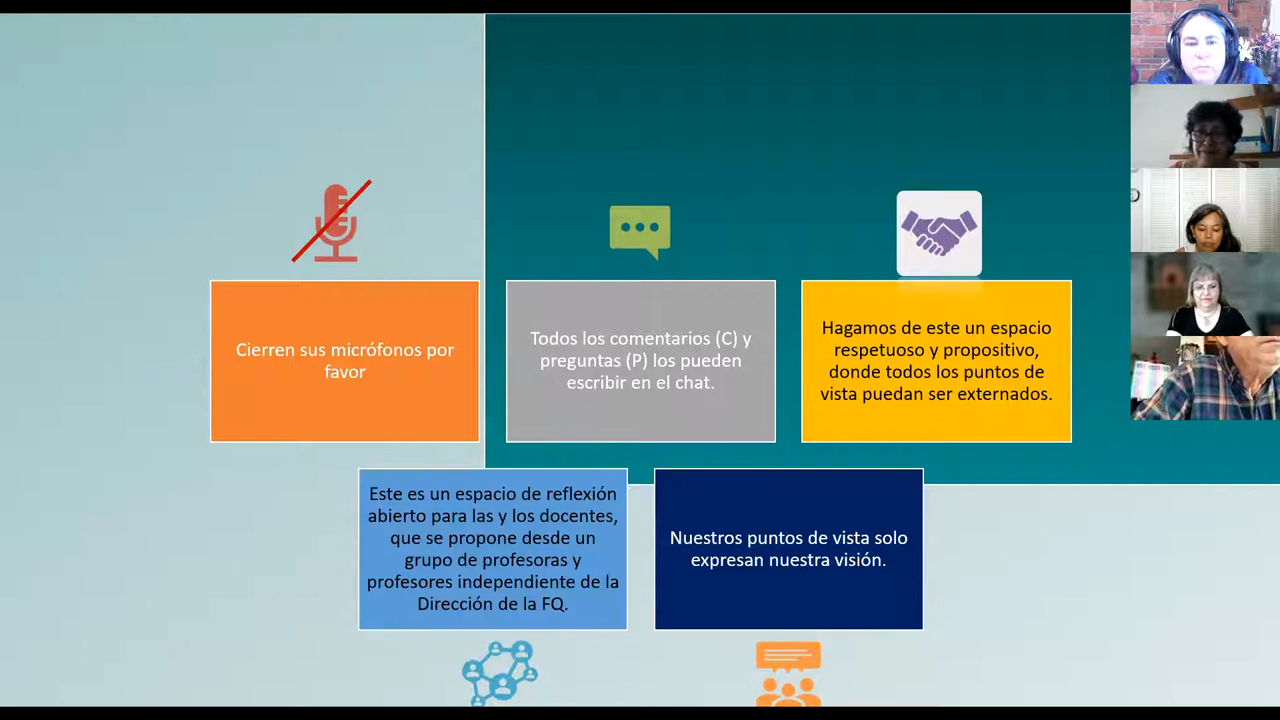 Cierren sus micrófonos por
favor
Todos los comentarios (C) y
preguntas (P) los pueden
escribir en el chat.
Hagamos de este un espacio
respetuoso y propositivo,
donde todos los puntos de
vista puedan ser externados.
Este es un espacio de reflexión
abierto para las y los docentes,
que se propone desde un
grupo de profesoras y
profesores independiente de la
Dirección de la FQ.
Nuestros puntos de vista solo
expresan nuestra visión.